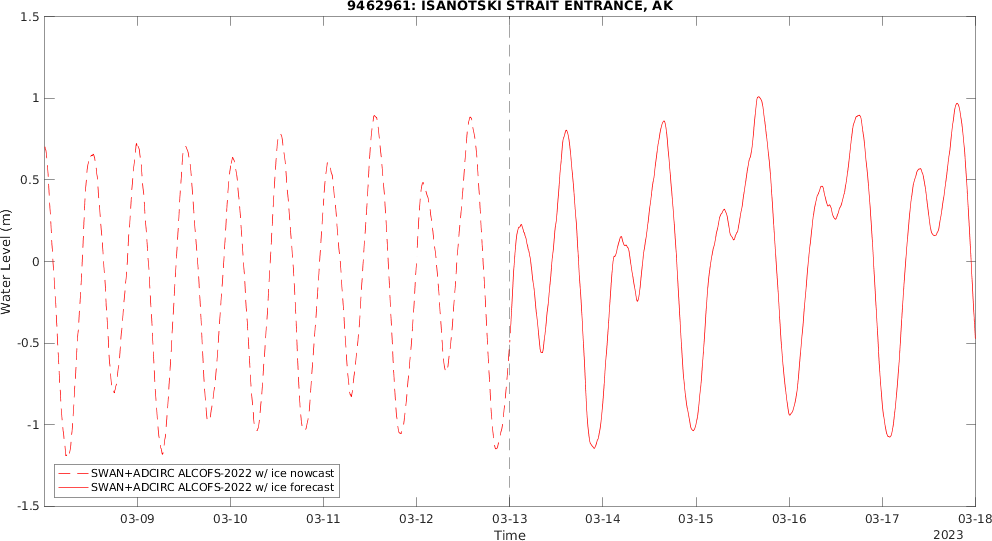 9462961: ISANOTSKI STRAIT ENTRANCE, AK
1.5
1
0.5
0
-0.5
-1
-1.5
Water Level (m)
SWAN+ADCIRC ALCOFS-2022 w/ ice nowcast
SWAN+ADCIRC ALCOFS-2022 w/ ice forecast
03-09 03-10 03-11 03-12 03-13 03-14 03-15 03-16 03-17 03-18
Time
2023